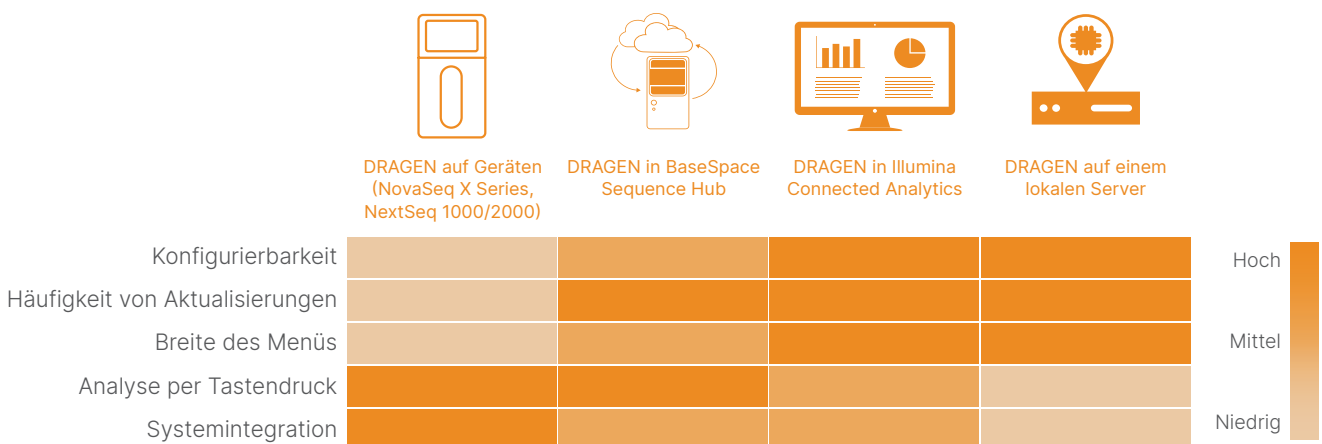 DRAGEN auf Geräten
(NovaSeq X Series,
NextSeq 1000/2000)
DRAGEN in BaseSpace
Sequence Hub
DRAGEN in Illumina
Connected Analytics
DRAGEN auf einem
lokalen Server
Konfigurierbarkeit
Häufigkeit von Aktualisierungen
Breite des Menüs
Analyse per Tastendruck
Systemintegration
Hoch
Mittel
Niedrig